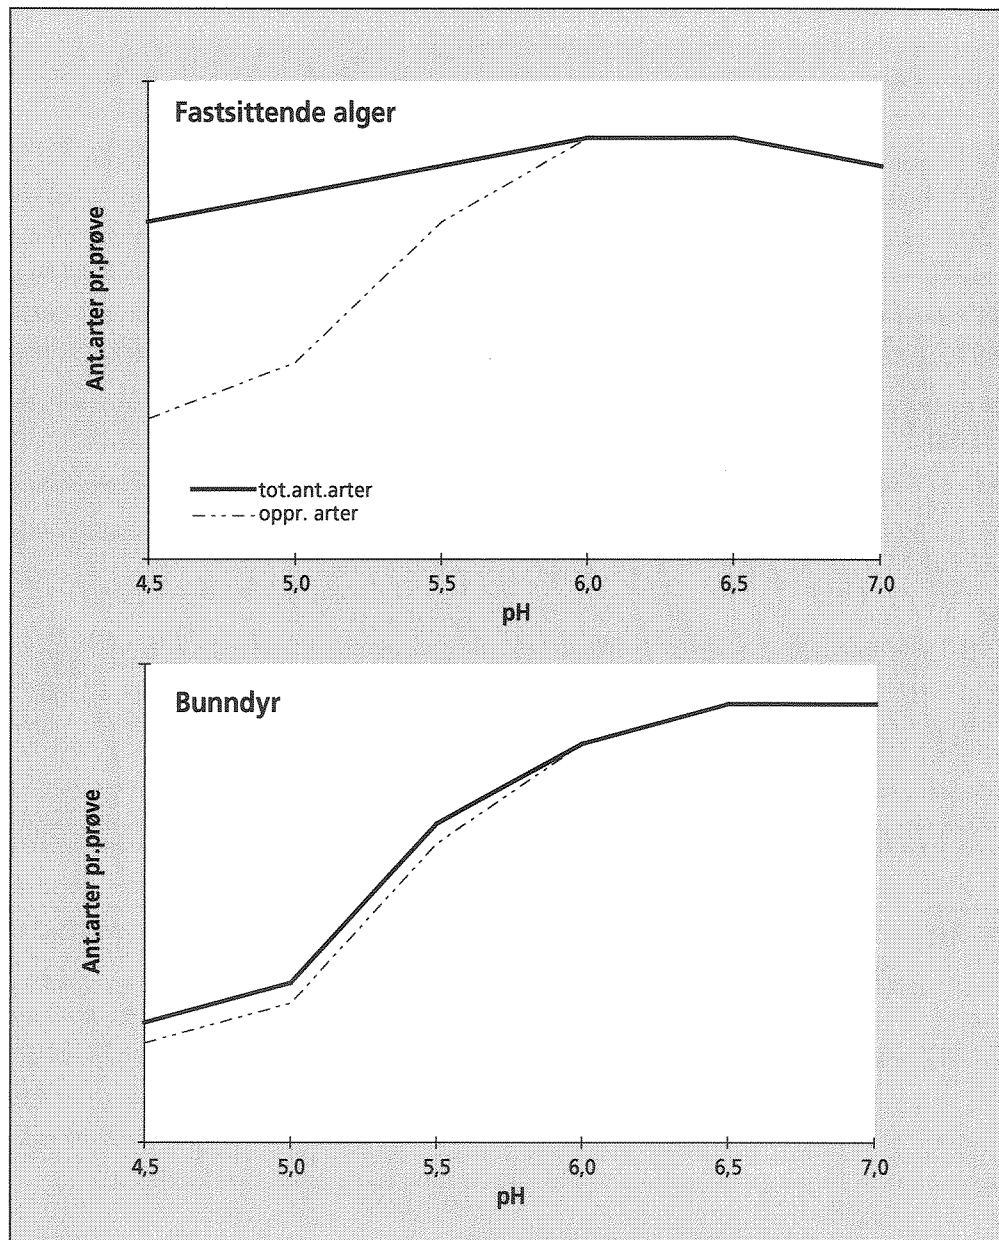 Fastsittende alger
Ant.arter pr.prøve
tot.ant.arter
oppr. arter
4,5 5,0 5,5 6,0 6,5 7,0
pH
Bunndyr
Ant.arter pr.prøve
4,5 5,0 5,5 6,0 6,5 7,0
pH